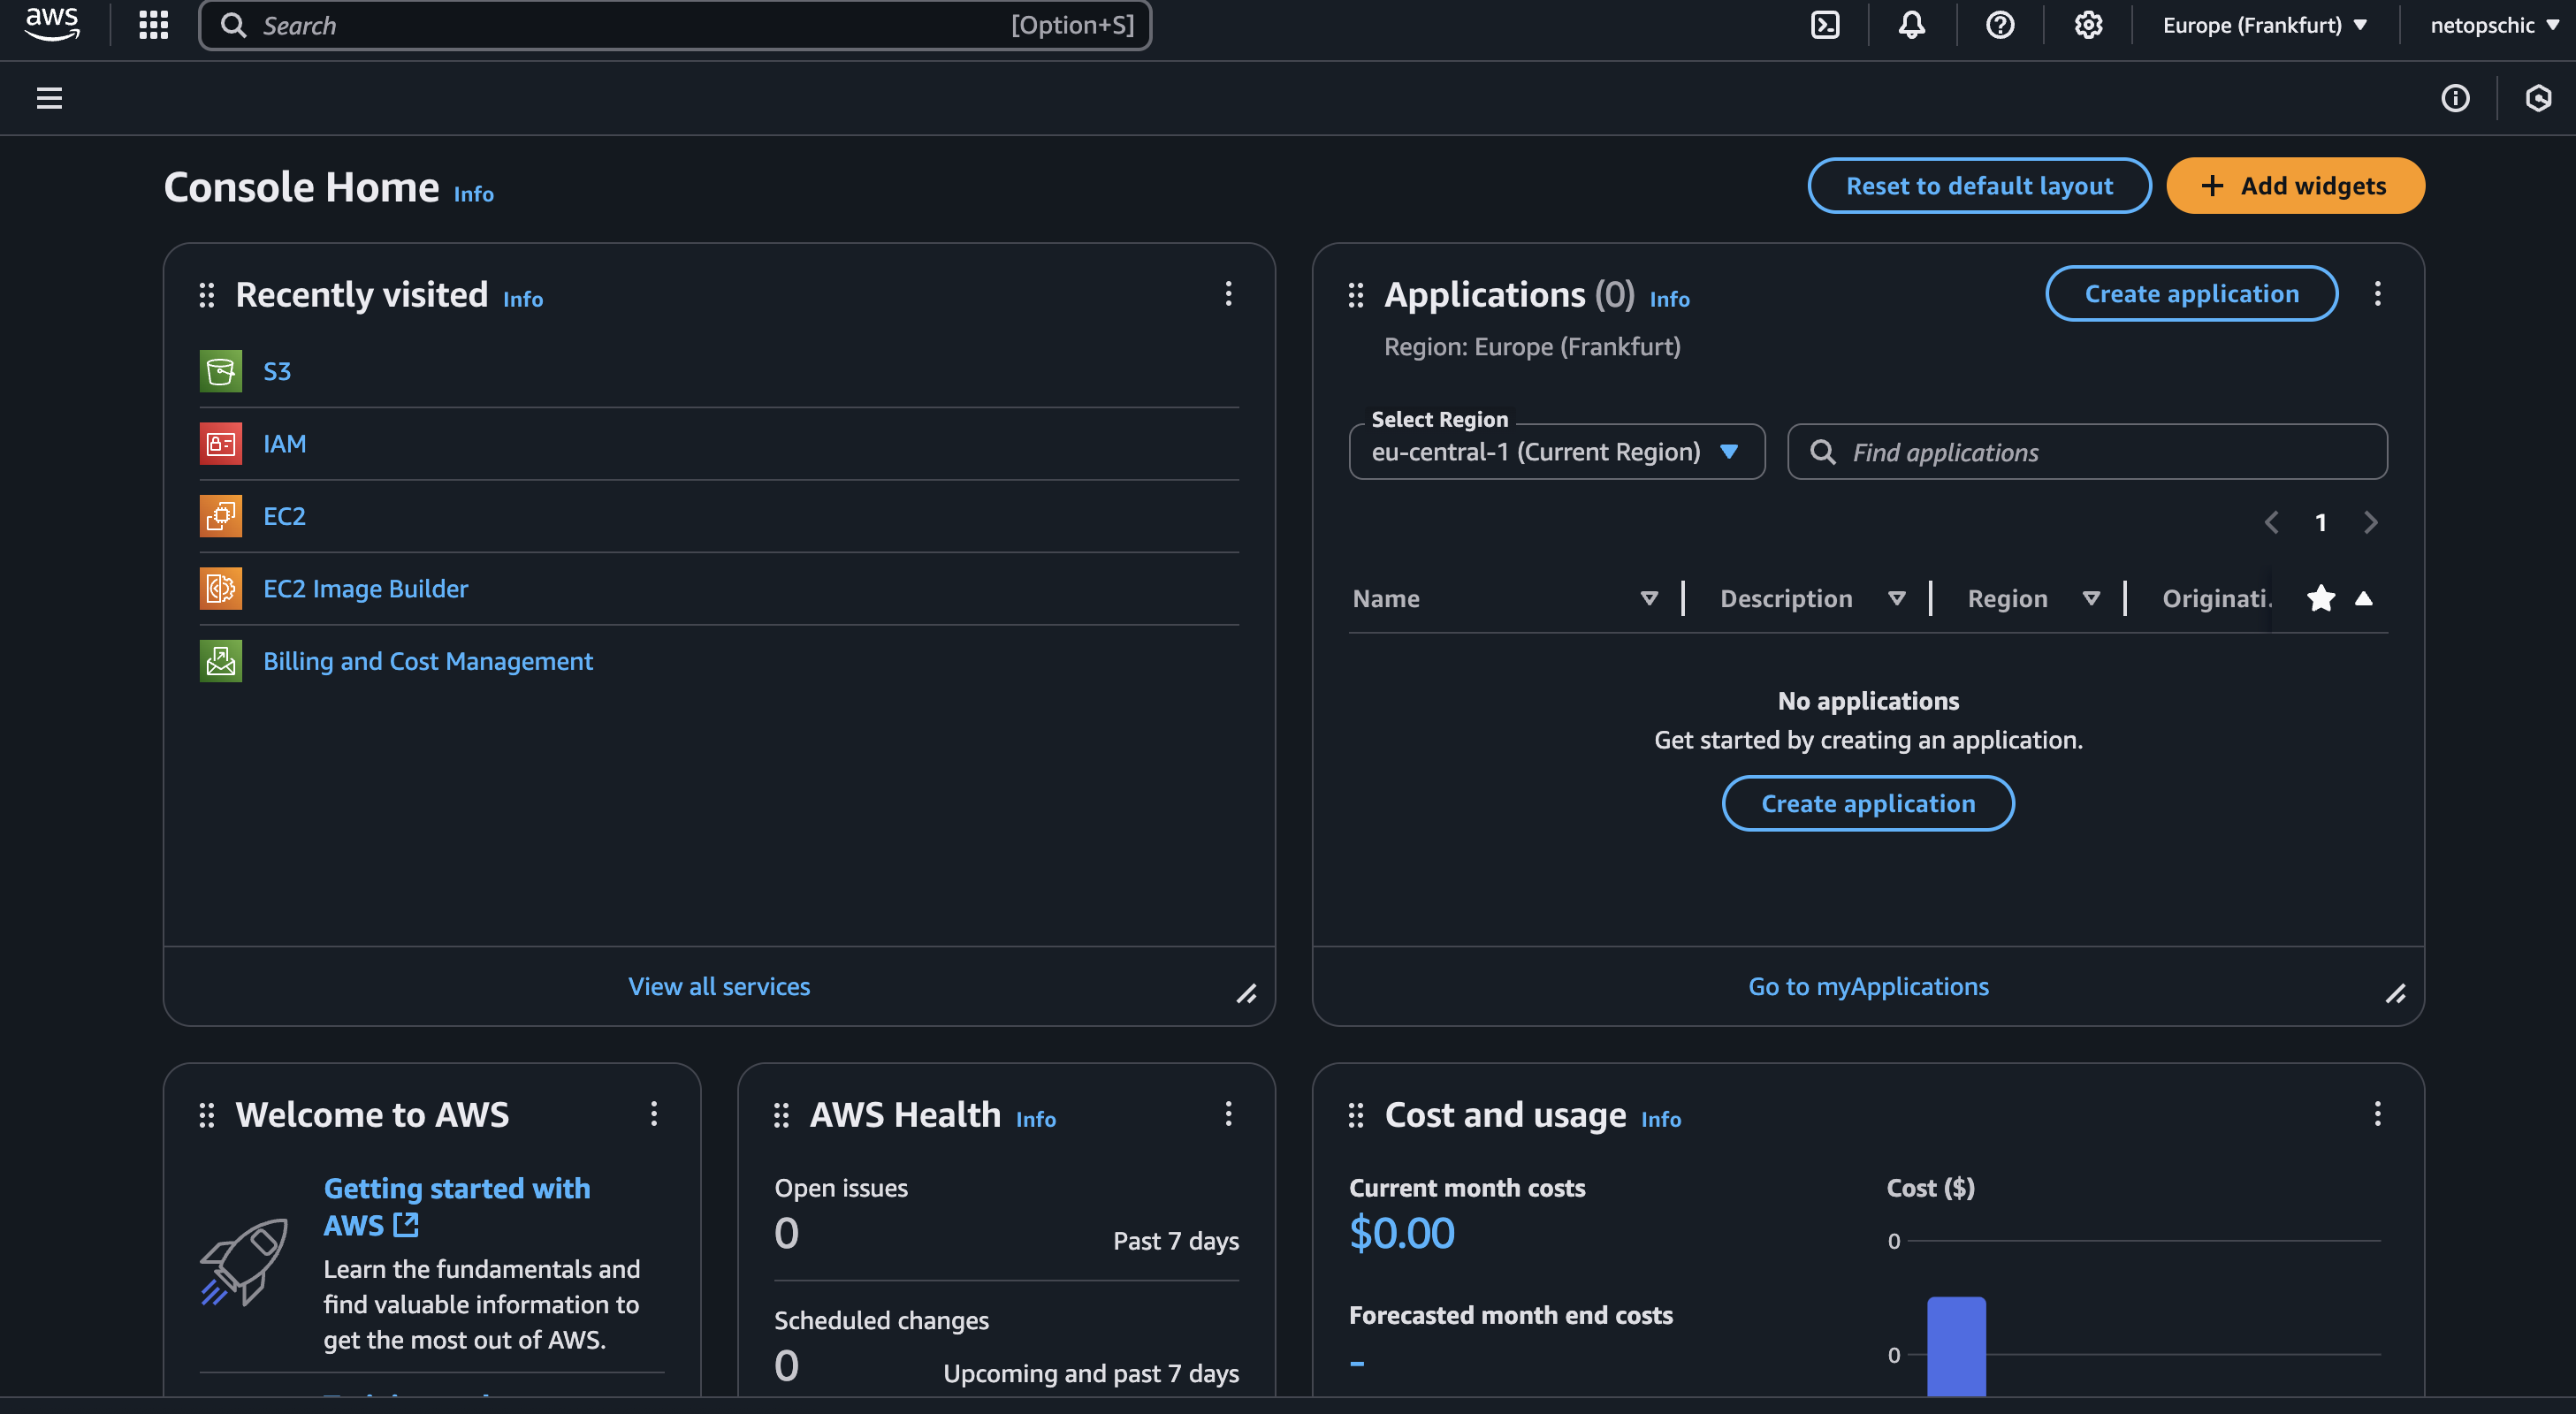 aws
Search [Option+S]
Europe (Frankfurt)
netopschic
Console Home Info
Reset to default layout
Add widgets
Recently visited Info
S3
IAM
EC2
EC2 Image Builder
Billing and Cost Management
View all services
Applications (0) Info
Create application
Region: Europe (Frankfurt)
Select Region
eu-central-1 (Current Region)
Find applications
1
Name Description Region Originati.
No applications
Get started by creating an application.
Create application
Go to myApplications
Welcome to AWS
Getting started with
AWS
Learn the fundamentals and
find valuable information to
get the most out of AWS.
AWS Health Info
Open issues
0
Past 7 days
Scheduled changes
0
Upcoming and past 7 days
Cost and usage Info
Current month costs
$0.00
Forecasted month end costs
-
Cost ($)
0
0